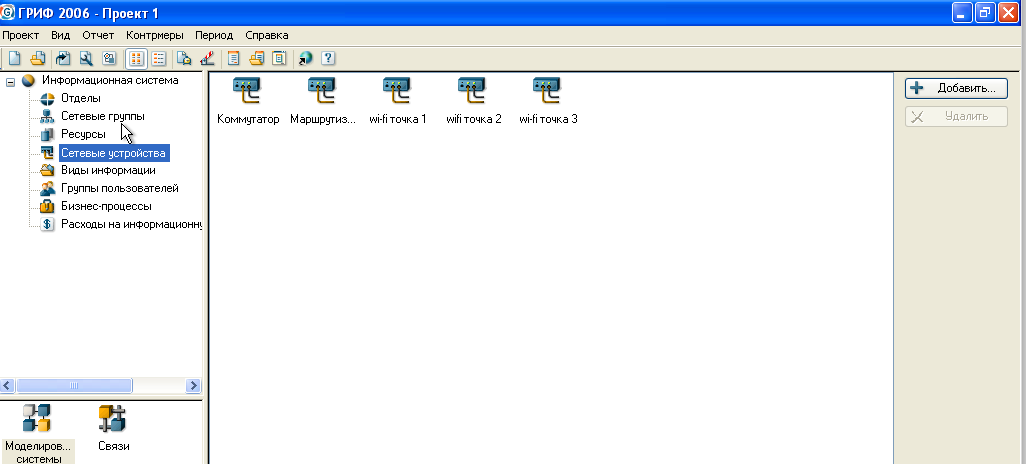 ГРИФ 2006 - Проект 1
Проект Вид Отчет Контрмеры Период Справка
Информационная система
Отделы
Сетевые группы
Ресурсы
Сетевые устройства
Виды информации
Группы пользователей
Бизнес-процессы
Расходы на информационну
Коммутатор Маршрутиз... wi-fi точка 1 wifi точка 2 wi-fi точка 3
Добавить...
Удалить
Моделиров...
системы
Связи